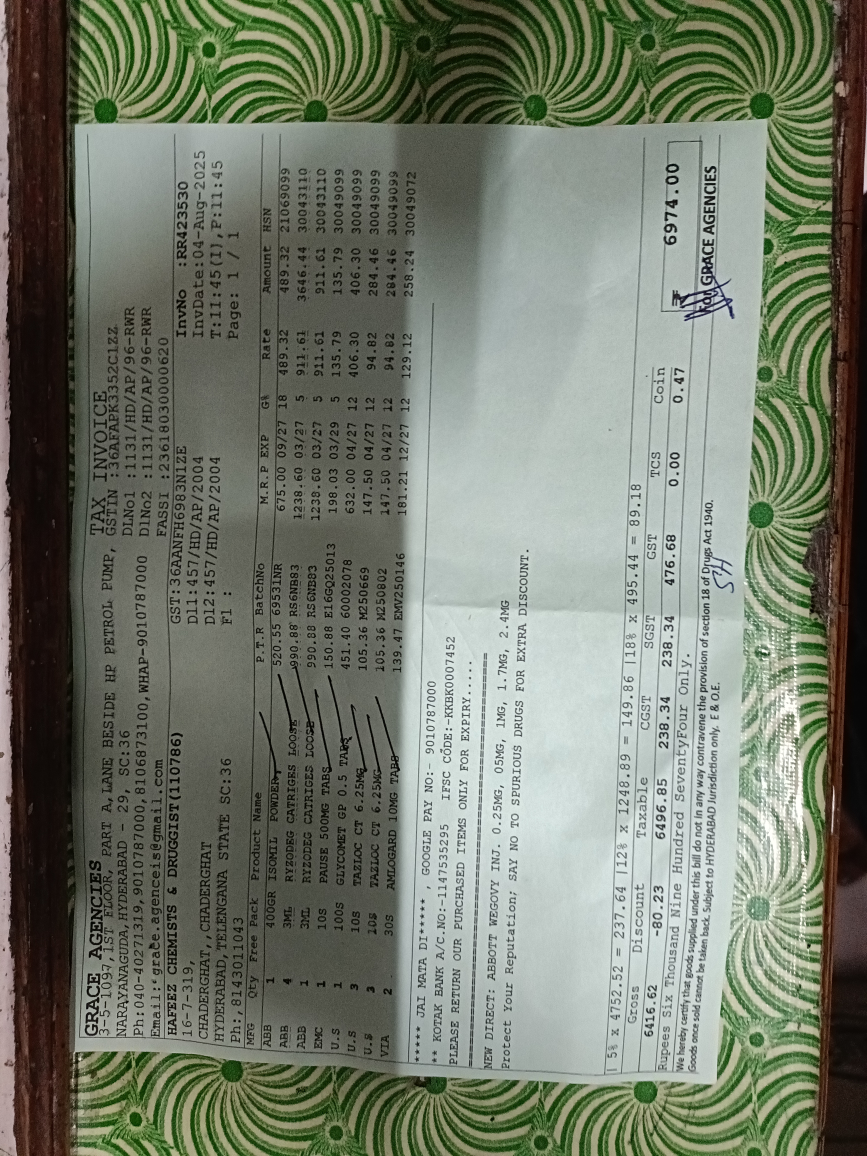 GRACE AGENCIES
TAX INVOICE
3-5-1097,1ST FLOOR, PART A,LANE BESIDE HP PETROL PUMP, GSTIN :36AFAPK3352C1ZZ
NARAYANAGUDA,HYDERABAD - 29, SC:36 DLNo1 :1131/HD/AP/96-RWR
Ph:040-40271319,9010787000,8106873100,WHAP-9010787000 DlNo2 :1131/HD/AP/96-RWR
Email: grace.agenceis@gmail.com FASSI :23618030000620
HAFEEZ CHEMISTS & DRUGGIST(110786) GST:36AANFH6983N1ZE InvNo :RR423530
16-7-319, D11:457/HD/AP/2004 InvDate:04-Aug-2025
CHADERGHAT,,CHADERGHAT D12:457/HD/AP/2004 T:11:45(1),P:11:45
HYDERABAD,TELENGANA STATE SC:36 Fl : Page: 1 / 1
Ph:,8143011043
MFG Qty Free Pack Product Name P.T.R BatchNo M.R.P EXP G% Rate Amount HSN
ABB 1 400GR ISOMIL POWDER 520.55 69531NR 675.00 09/27 18 489.32 489.32 21069099
ABB 4 3ML RYZODEG CATRIGES LOOSE 990.88 RS6NB83 1238.60 03/27 5 911.61 3646.44 30043110
ABB 1 3ML RYZODEG CATRIGES LOOSE 990.88 RS6NB83 1238.60 03/27 5 911.61 911.61 30043110
EMC 1 10S PAUSE 500MG TABS 150.88 E16GQ25013 198.03 03/29 5 135.79 135.79 30049099
U.S 1 100S GLYCOMET GP 0.5 TABS 451.40 60002078 632.00 04/27 12 406.30 406.30 30049099
U.S 3 10S TAZLOC CT 6.25MG 105.36 M250669 147.50 04/27 12 94.82 284.46 30049099
U.S 3 10S TAZLOC CT 6.25MG 105.36 M250802 147.50 04/27 12 94.82 284.46 30049099
VIA 2 30S AMLOGARD 10MG TABS 139.47 EMV250146 181.21 12/27 12 129.12 258.24 30049072
***** JAI MATA DI***** , GOOGLE PAY NO:- 9010787000
** KOTAK BANK A/C.NO:-1147535295 IFSC CODE:-KKBK0007452
PLEASE RETURN OUR PURCHASED ITEMS ONLY FOR EXPIRY.....
NEW DIRECT: ABBOTT WEGOVY INJ. 0.25MG, 05MG, 1MG, 1.7MG, 2.4MG
Protect Your Reputation; SAY NO TO SPURIOUS DRUGS FOR EXTRA DISCOUNT.
| 5% x 4752.52 = 237.64 |12% x 1248.89 = 149.86 |18% x 495.44 = 89.18
Gross Discount Taxable CGST SGST GST TCS Coin
6416.62 -80.23 6496.85 238.34 238.34 476.68 0.00 0.47 ₹ 6974.00
Rupees Six Thousand Nine Hundred SeventyFour Only.
We hereby certify that goods supplied under this bill do not in any way contravene the provision of section 18 of Drugs Act 1940.
Goods once sold cannot be taken back. Subject to HYDERABAD Jurisdiction only. E & O.E.
For GRACE AGENCIES